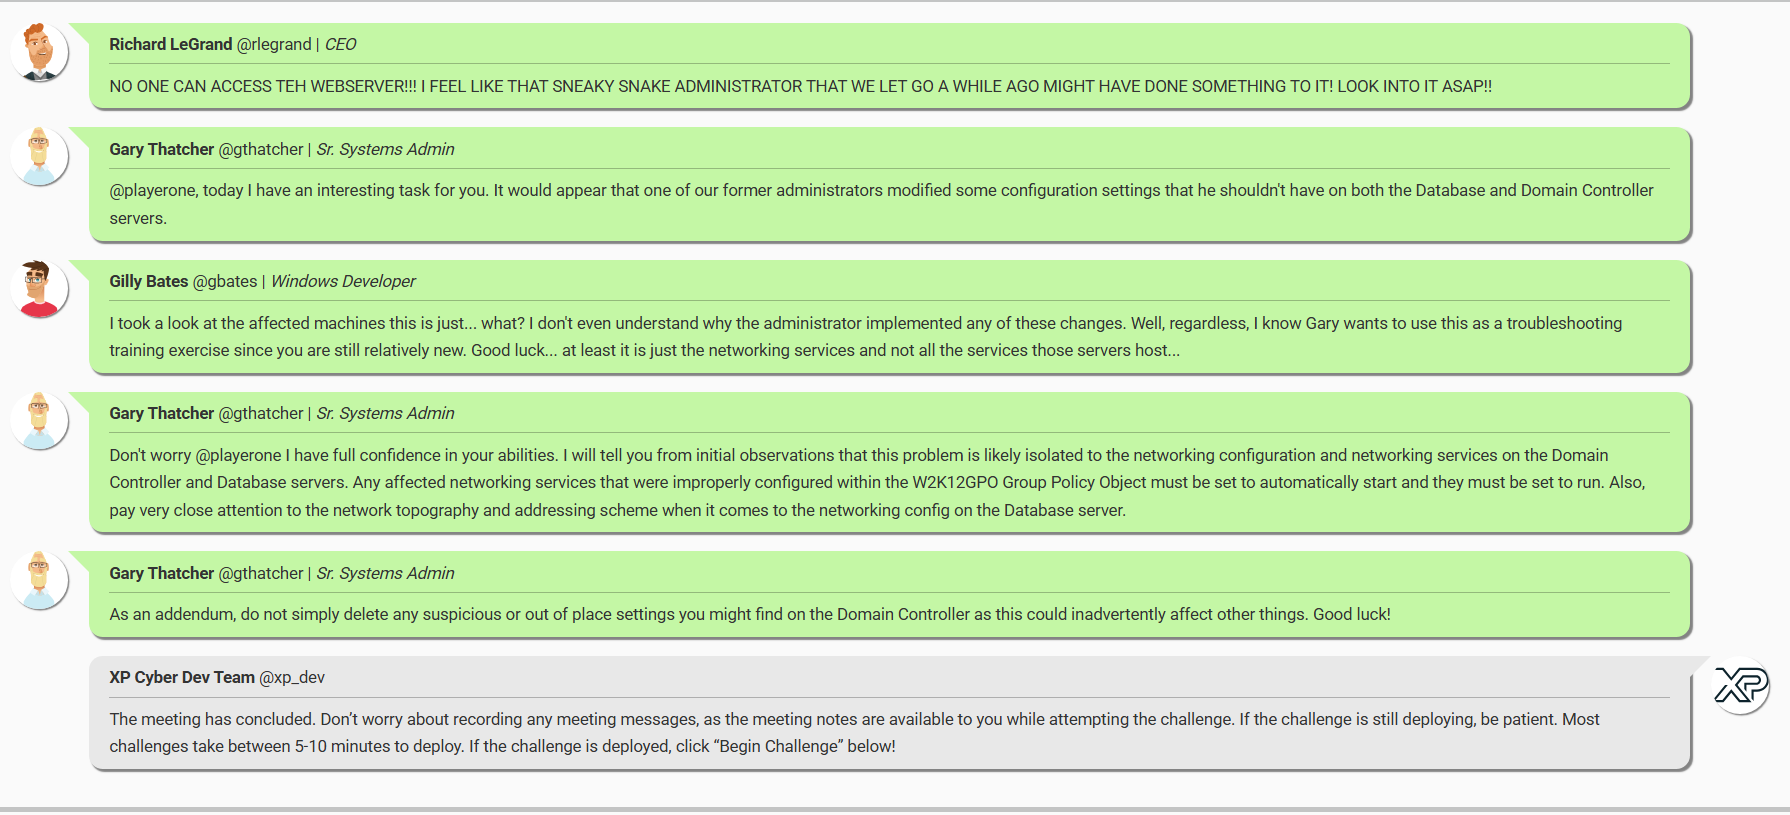 Richard LeGrand @rlegrand | CEO
NO ONE CAN ACCESS TEH WEBSERVER!!! I FEEL LIKE THAT SNEAKY SNAKE ADMINISTRATOR THAT WE LET GO A WHILE AGO MIGHT HAVE DONE SOMETHING TO IT! LOOK INTO IT ASAP!!
Gary Thatcher @gthatcher | Sr. Systems Admin
@playerone, today I have an interesting task for you. It would appear that one of our former administrators modified some configuration settings that he shouldn't have on both the Database and Domain Controller
servers.
Gilly Bates @gbates | Windows Developer
I took a look at the affected machines this is just... what? I don't even understand why the administrator implemented any of these changes. Well, regardless, I know Gary wants to use this as a troubleshooting
training exercise since you are still relatively new. Good luck... at least it is just the networking services and not all the services those servers host...
Gary Thatcher @gthatcher | Sr. Systems Admin
Don't worry @playerone I have full confidence in your abilities. I will tell you from initial observations that this problem is likely isolated to the networking configuration and networking services on the Domain
Controller and Database servers. Any affected networking services that were improperly configured within the W2K12GPO Group Policy Object must be set to automatically start and they must be set to run. Also,
pay very close attention to the network topography and addressing scheme when it comes to the networking config on the Database server.
Gary Thatcher @gthatcher | Sr. Systems Admin
As an addendum, do not simply delete any suspicious or out of place settings you might find on the Domain Controller as this could inadvertently affect other things. Good luck!
XP Cyber Dev Team @xp_dev
XP
The meeting has concluded. Don’t worry about recording any meeting messages, as the meeting notes are available to you while attempting the challenge. If the challenge is still deploying, be patient. Most
challenges take between 5-10 minutes to deploy. If the challenge is deployed, click “Begin Challenge” below!